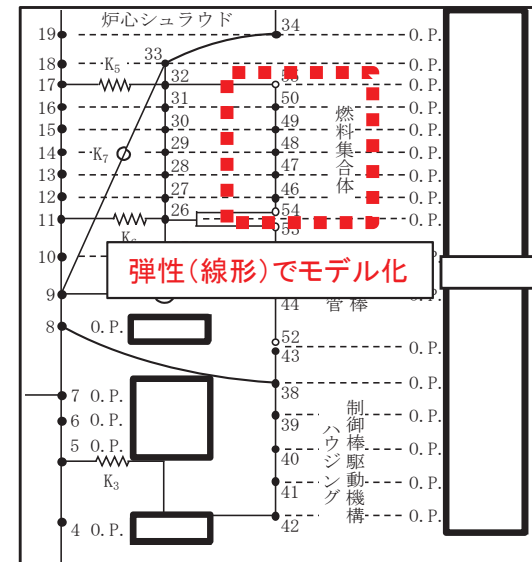 炉心シュラウド
19
34
O.P.
18
33
O.P.
17
K5
32
O.P.
16
31
50
O.P.
15
30
49
O.P.
14
K7
29
48
O.P.
13
28
47
O.P.
12
27
46
O.P.
燃料集合体
11
26
54
O.P.
53
10
O.P.
弾性(線形)でモデル化
9
O.P.
44
管棒
8
O.P.
52
43
O.P.
38
O.P.
7 O.P.
6 O.P.
39
O.P.
5 O.P.
40
O.P.
K3
41
O.P.
4 O.P.
42
O.P.
制御棒駆動機構
ハウジング